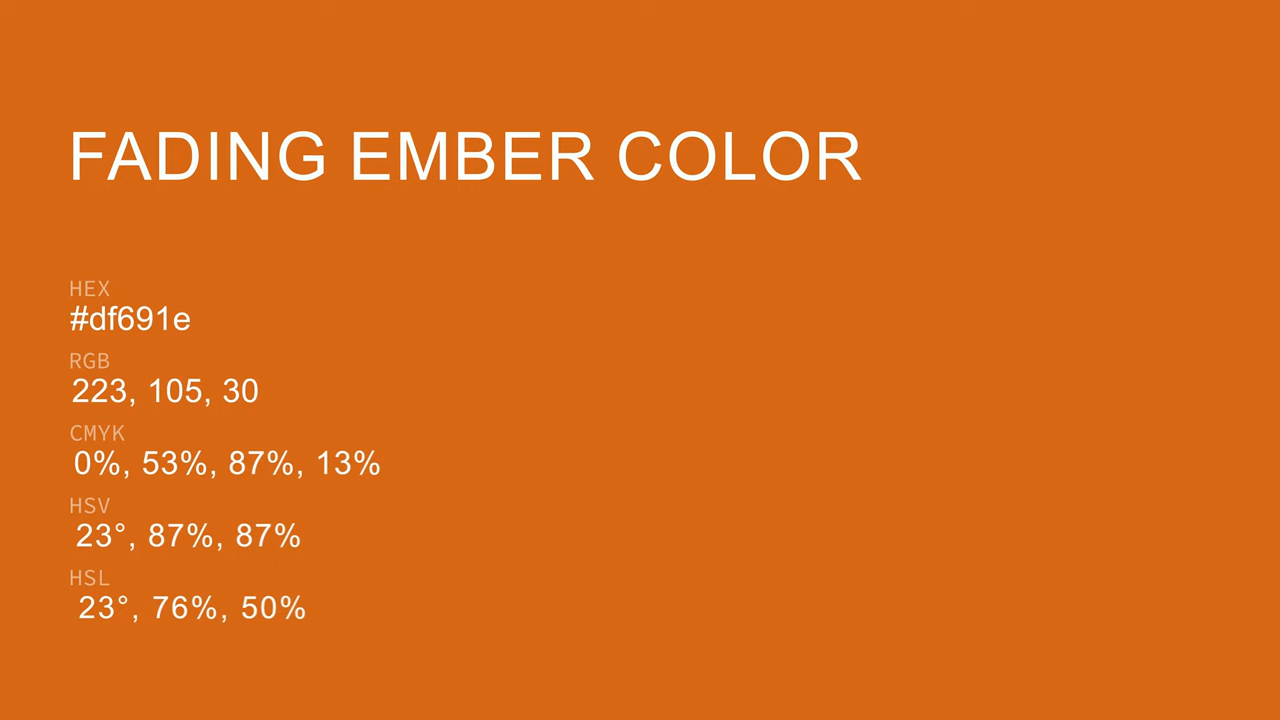 FADING EMBER COLOR
HEX
#df691e
RGB
223, 105, 30
CMYK
0%, 53%, 87%, 13%
HSV
23°, 87%, 87%
HSL
23°, 76%, 50%